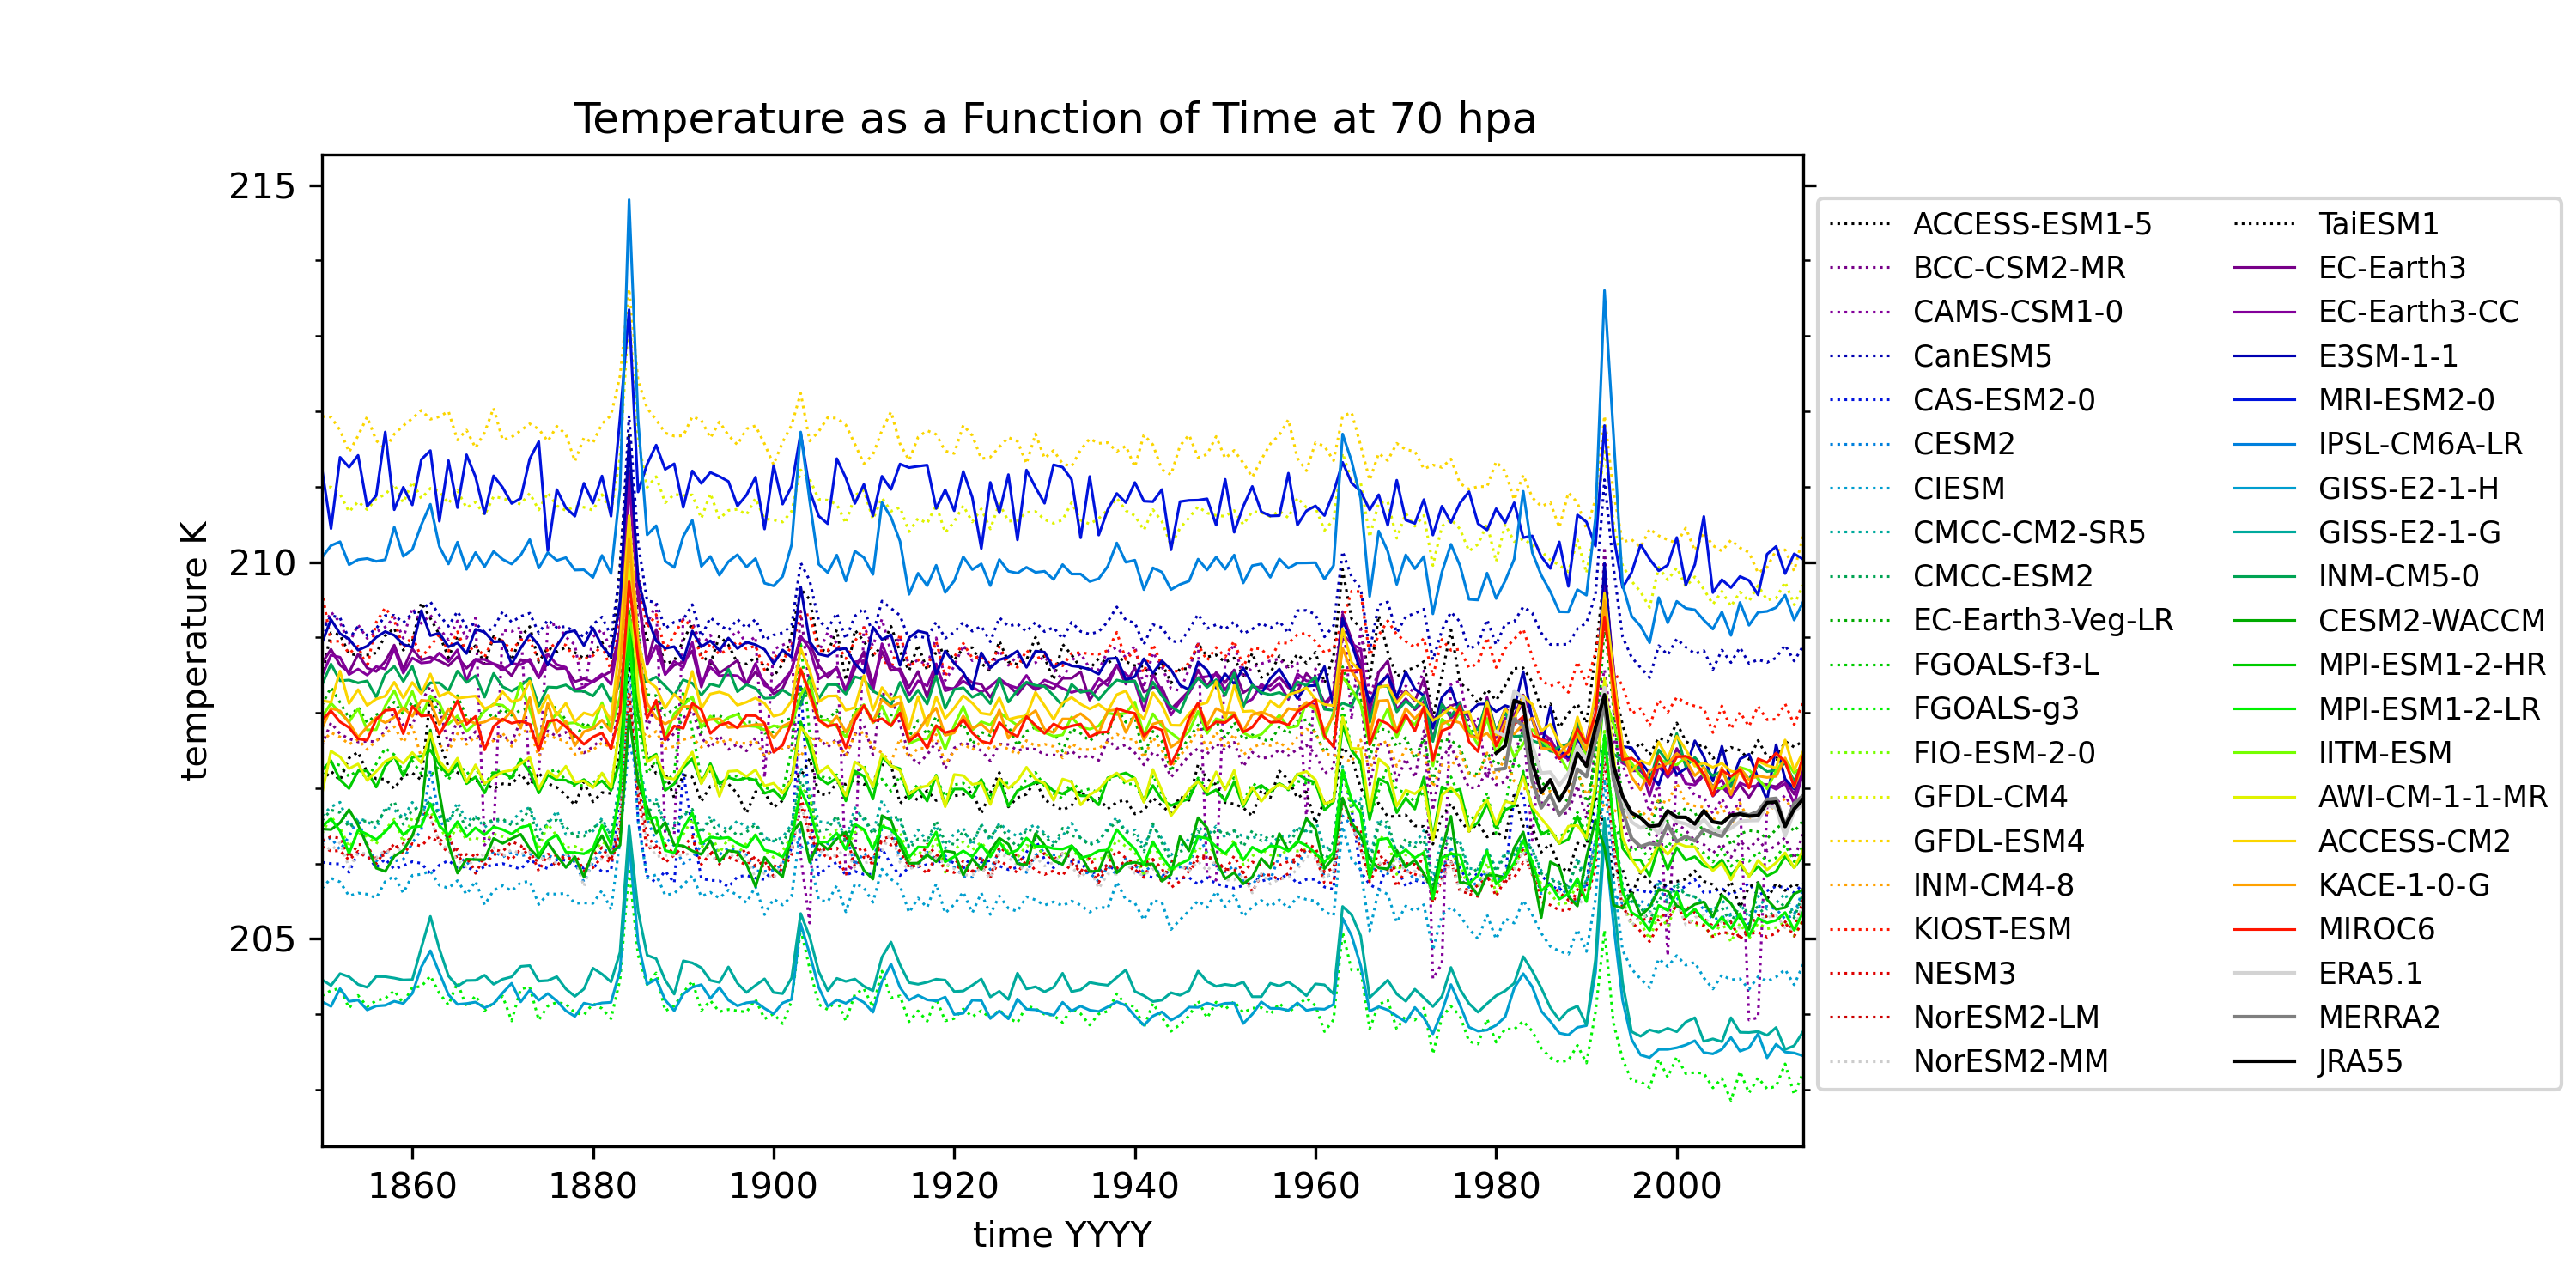 Temperature as a Function of Time at 70 hpa
215
210
205
temperature K
1860 1880 1900 1920 1940 1960 1980 2000
time YYYY
ACCESS-ESM1-5
BCC-CSM2-MR
CAMS-CSM1-0
CanESM5
CAS-ESM2-0
CESM2
CIESM
CMCC-CM2-SR5
CMCC-ESM2
EC-Earth3-Veg-LR
FGOALS-f3-L
FGOALS-g3
FIO-ESM-2-0
GFDL-CM4
GFDL-ESM4
INM-CM4-8
KIOST-ESM
NESM3
NorESM2-LM
NorESM2-MM
TaiESM1
EC-Earth3
EC-Earth3-CC
E3SM-1-1
MRI-ESM2-0
IPSL-CM6A-LR
GISS-E2-1-H
GISS-E2-1-G
INM-CM5-0
CESM2-WACCM
MPI-ESM1-2-HR
MPI-ESM1-2-LR
IITM-ESM
AWI-CM-1-1-MR
ACCESS-CM2
KACE-1-0-G
MIROC6
ERA5.1
MERRA2
JRA55